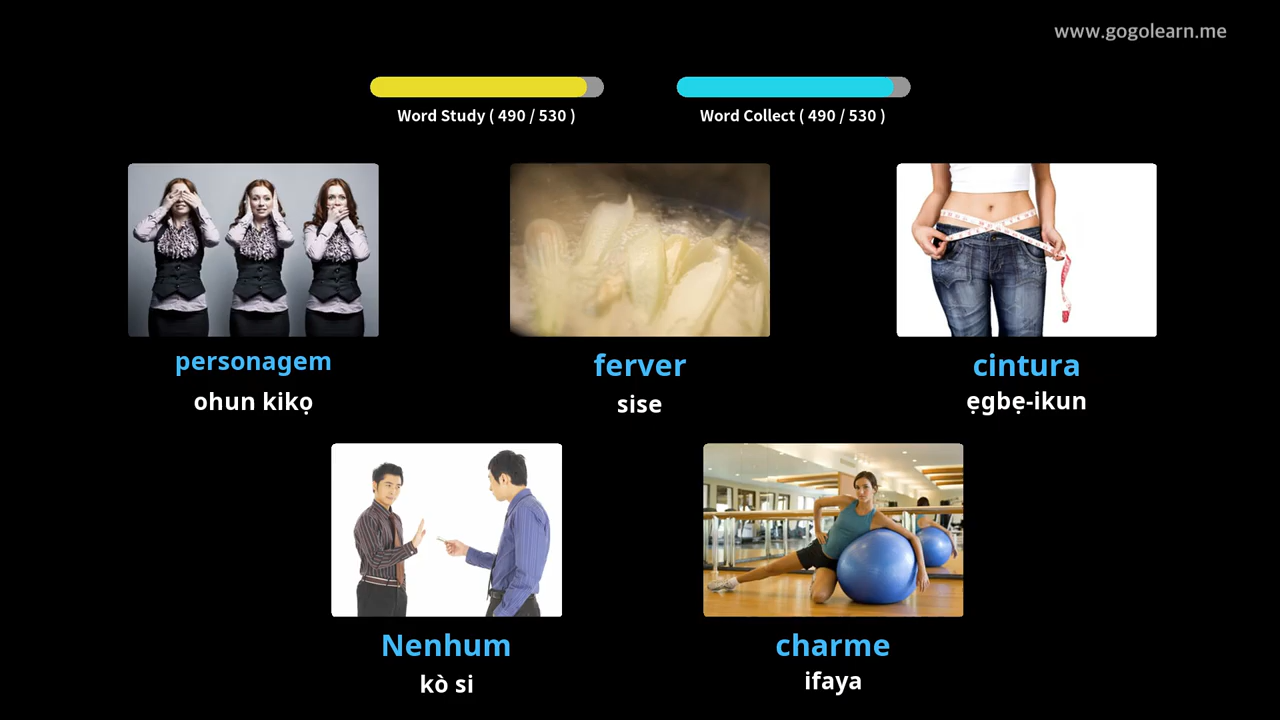 www.gogolearn.me
Word Study ( 490 / 530 )
Word Collect ( 490 / 530 )
personagem
ohun kikọ
ferver
sise
cintura
ẹgbẹ-ikun
Nenhum
kò si
charme
ifaya